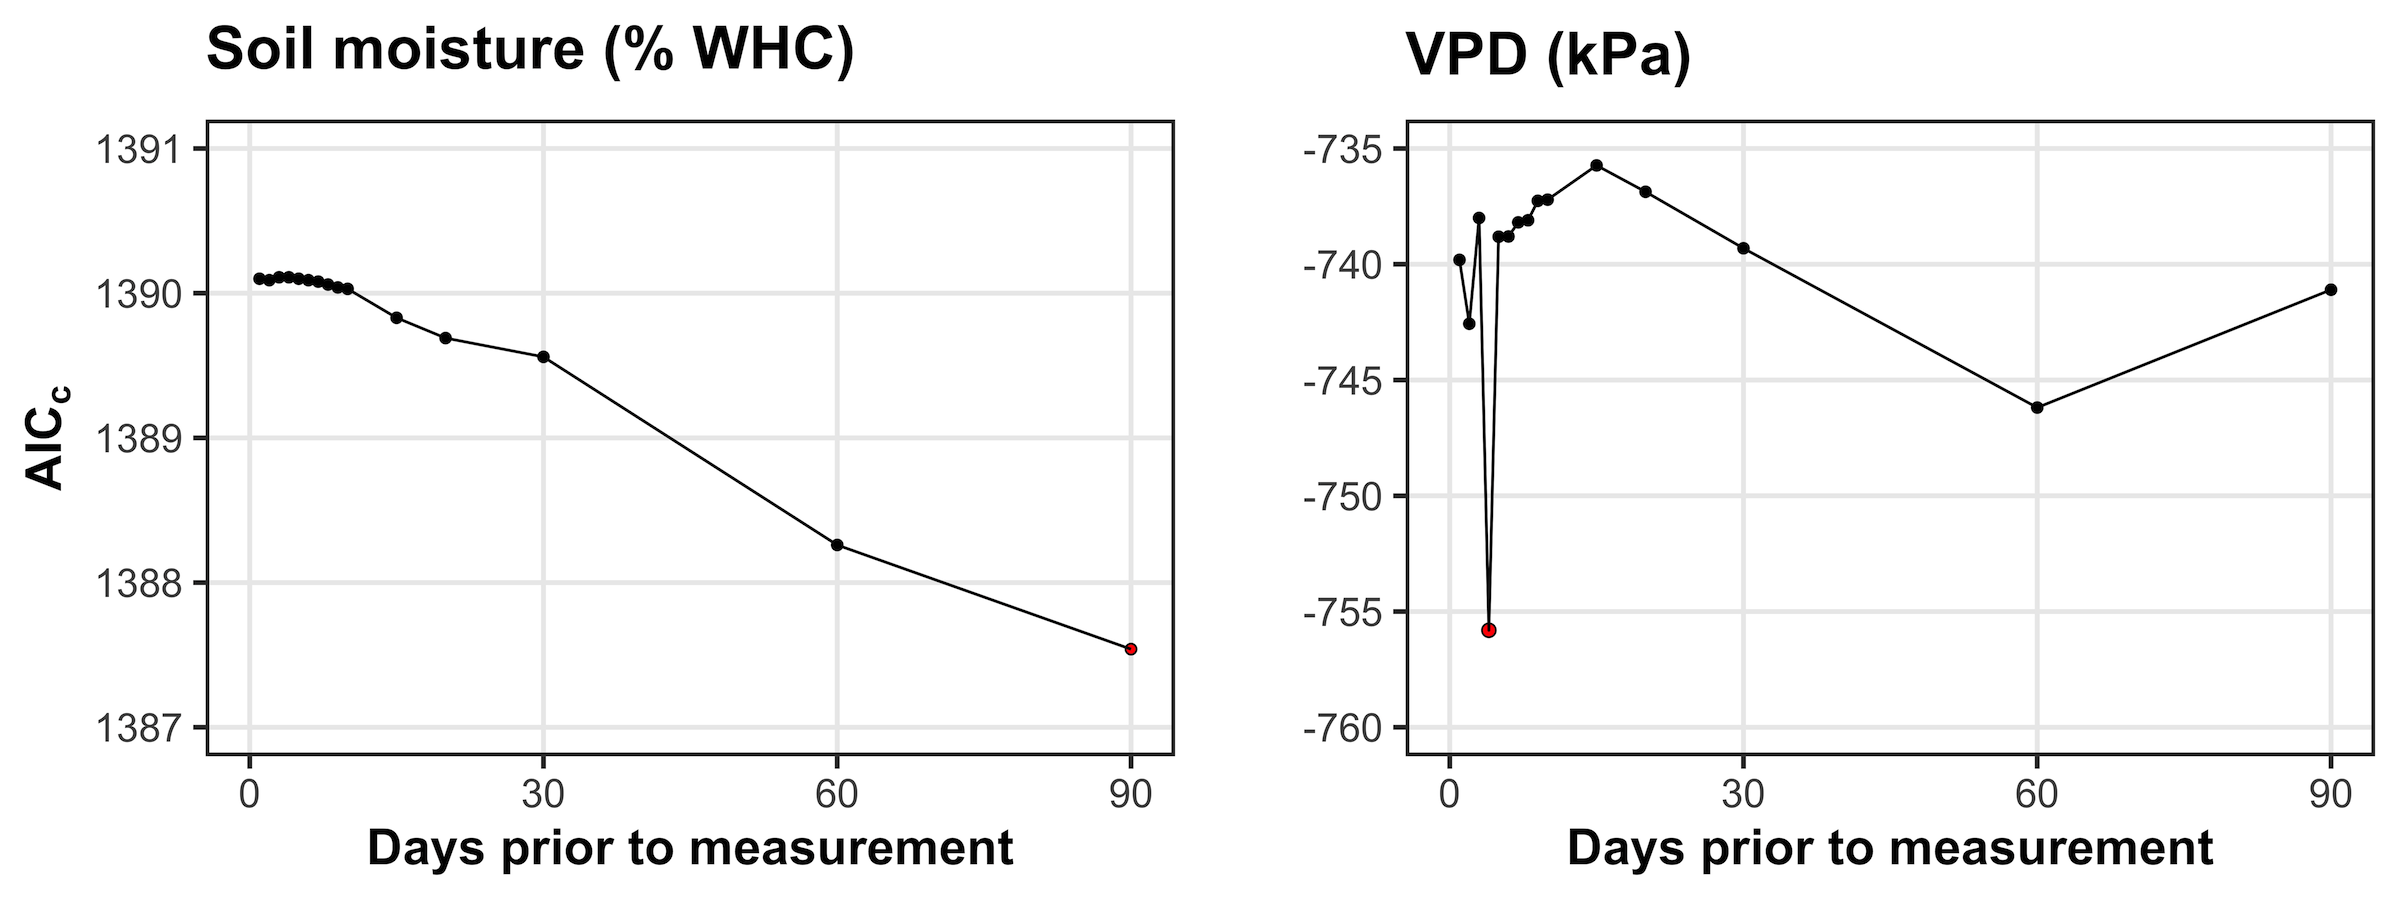 Soil moisture (% WHC)
1391
1390
1389
1388
1387
AICc
0 30 60 90
Days prior to measurement
VPD (kPa)
-735
-740
-745
-750
-755
-760
0 30 60 90
Days prior to measurement